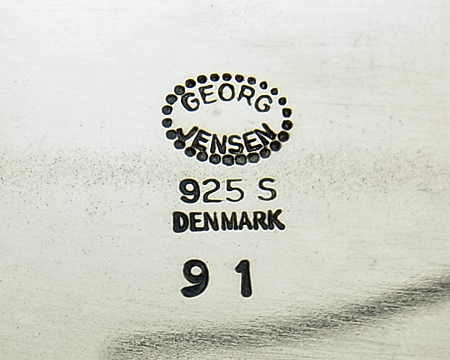 GEORG
JENSEN
925 S
DENMARK
91